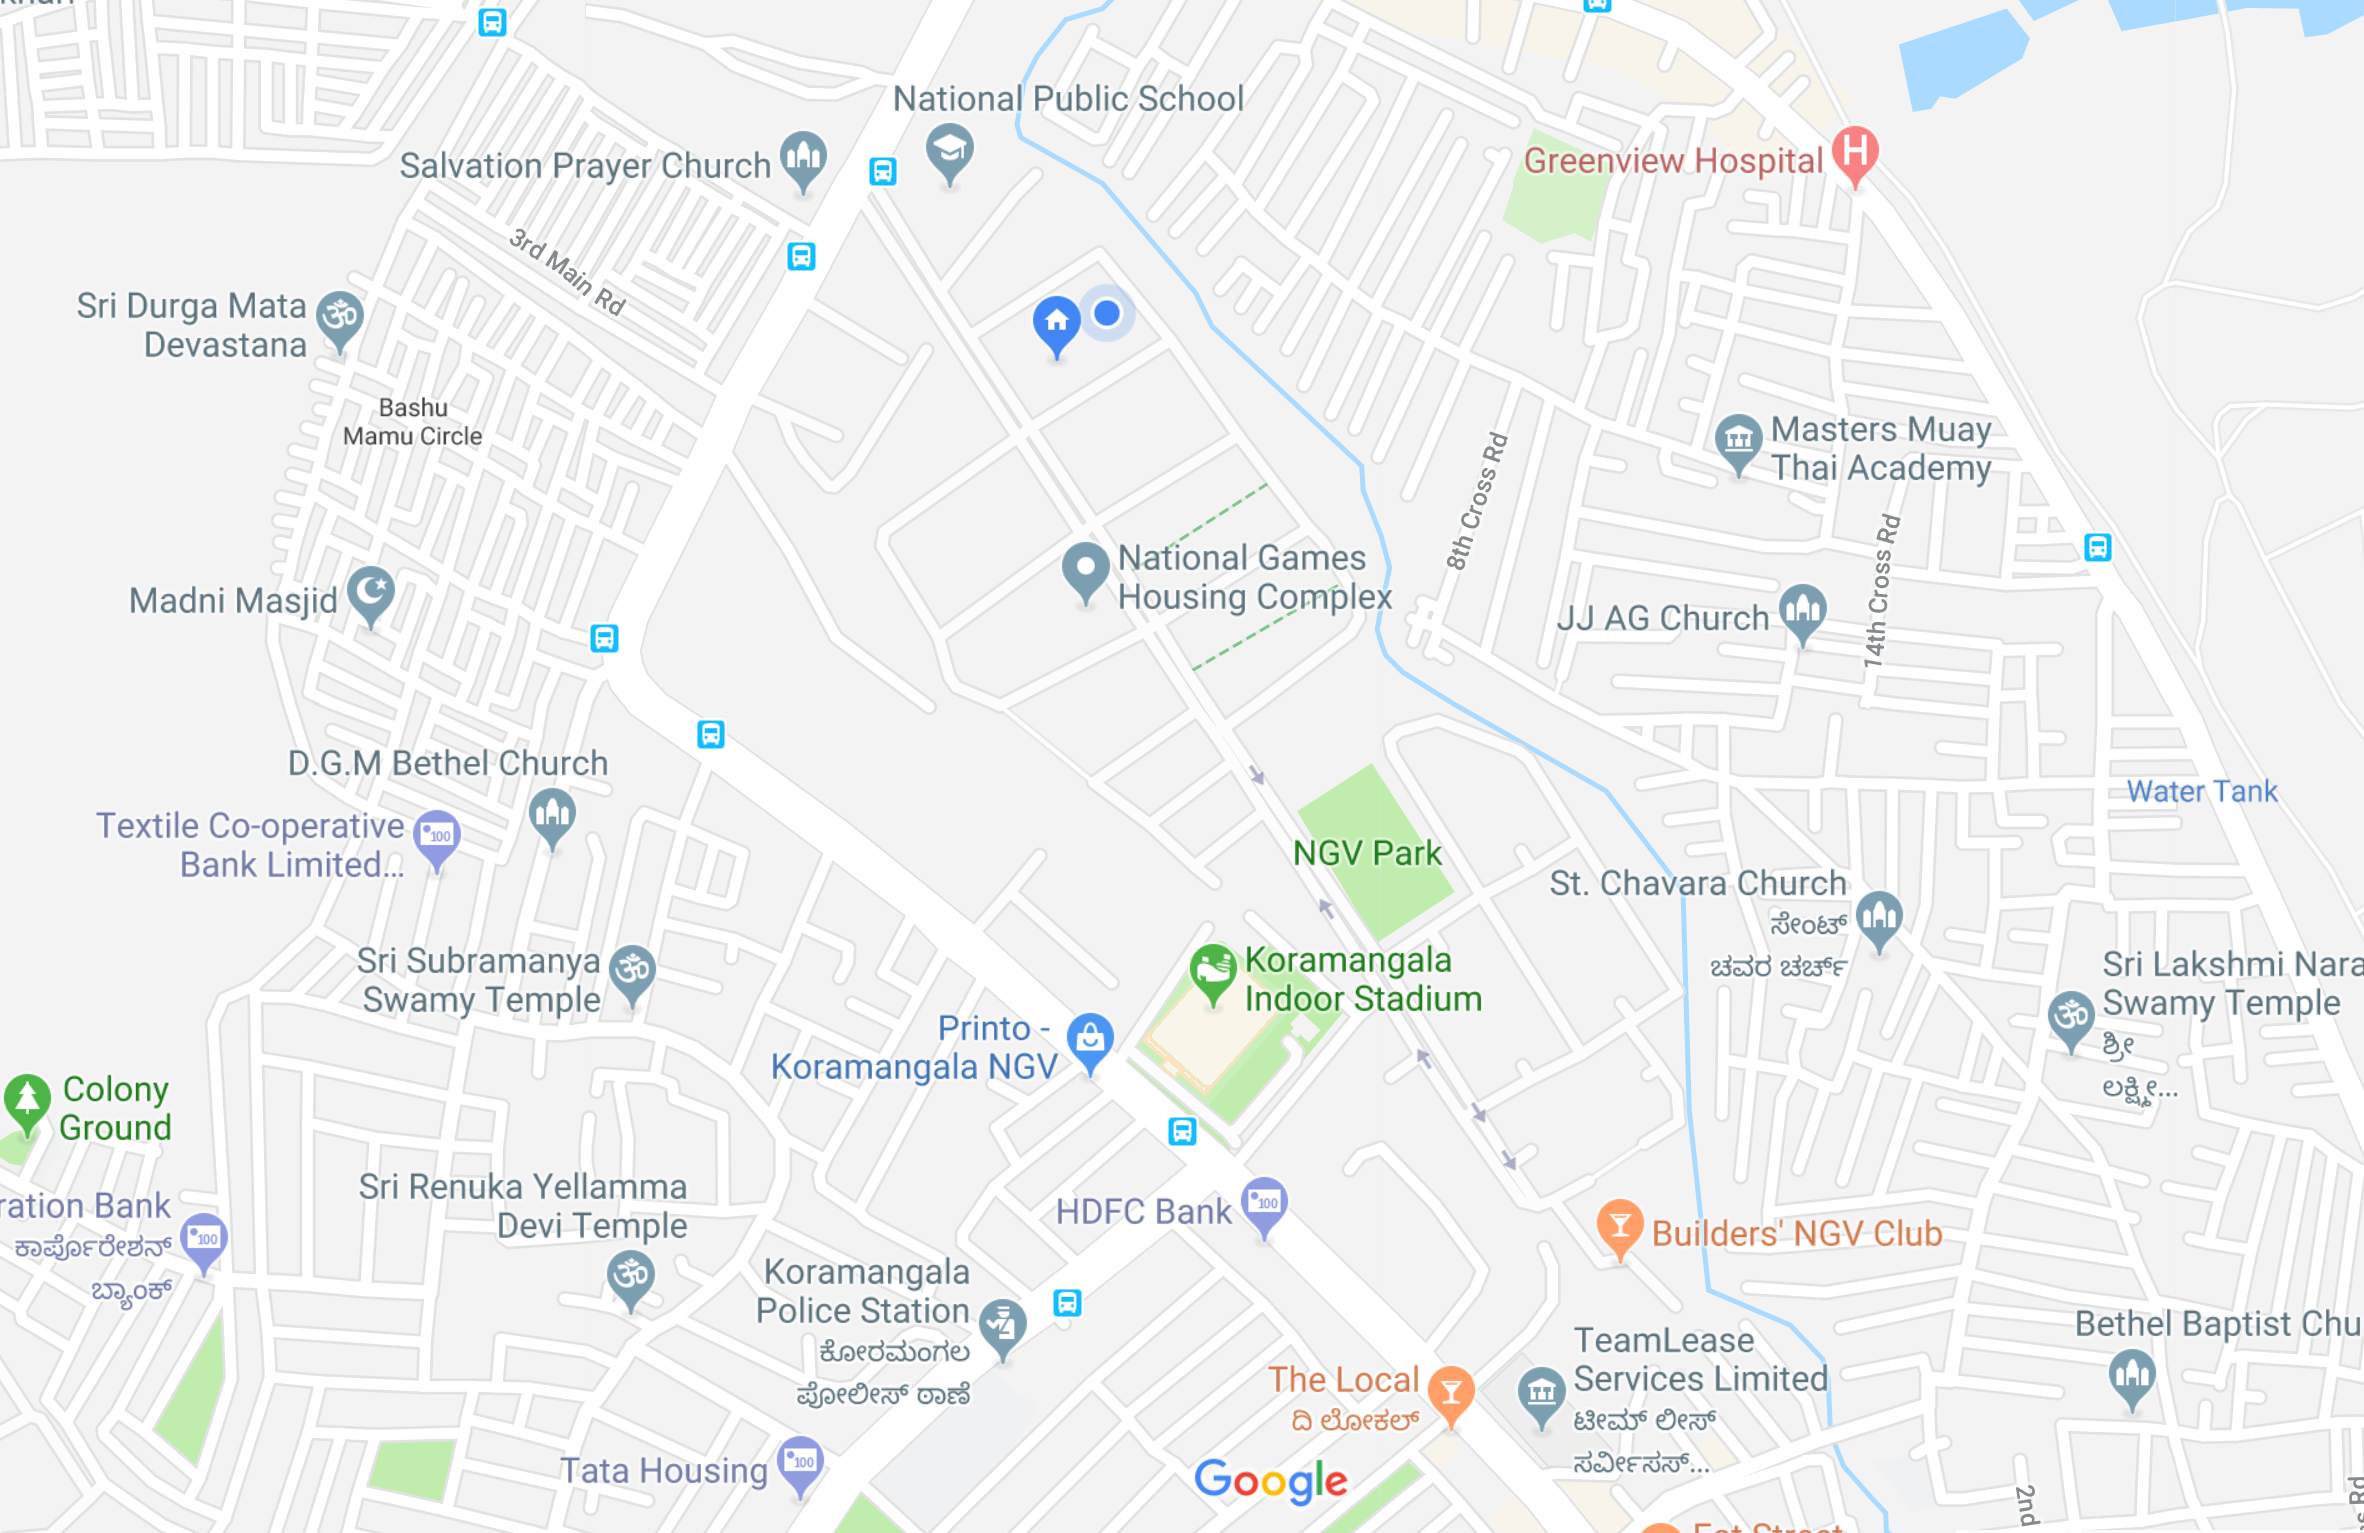 National Public School
Salvation Prayer Church
Greenview Hospital
3rd Main Rd
Sri Durga Mata
Devastana
Bashu
Mamu Circle
Masters Muay
Thai Academy
8th Cross Rd
14th Cross Rd
National Games
Housing Complex
Madni Masjid
JJ AG Church
D.G.M Bethel Church
Water Tank
Textile Co-operative
Bank Limited...
NGV Park
St. Chavara Church
ಸೇಂಟ್
ಚವರ ಚರ್ಚ್
Sri Subramanya
Swamy Temple
Koramangala
Indoor Stadium
Sri Lakshmi Nara
Swamy Temple
ಶ್ರೀ
ಲಕ್ಷ್ಮೀ...
Printo -
Koramangala NGV
Colony
Ground
Sri Renuka Yellamma
Devi Temple
ration Bank
ಕಾರ್ಪೊರೇಶನ್
ಬ್ಯಾಂಕ್
HDFC Bank
Builders' NGV Club
Koramangala
Police Station
ಕೋರಮಂಗಲ
ಪೋಲೀಸ್ ಠಾಣೆ
Bethel Baptist Chu
TeamLease
Services Limited
ಟೀಮ್ ಲೀಸ್
ಸರ್ವೀಸಸ್...
The Local
ದಿ ಲೋಕಲ್
Tata Housing
Google
2nd